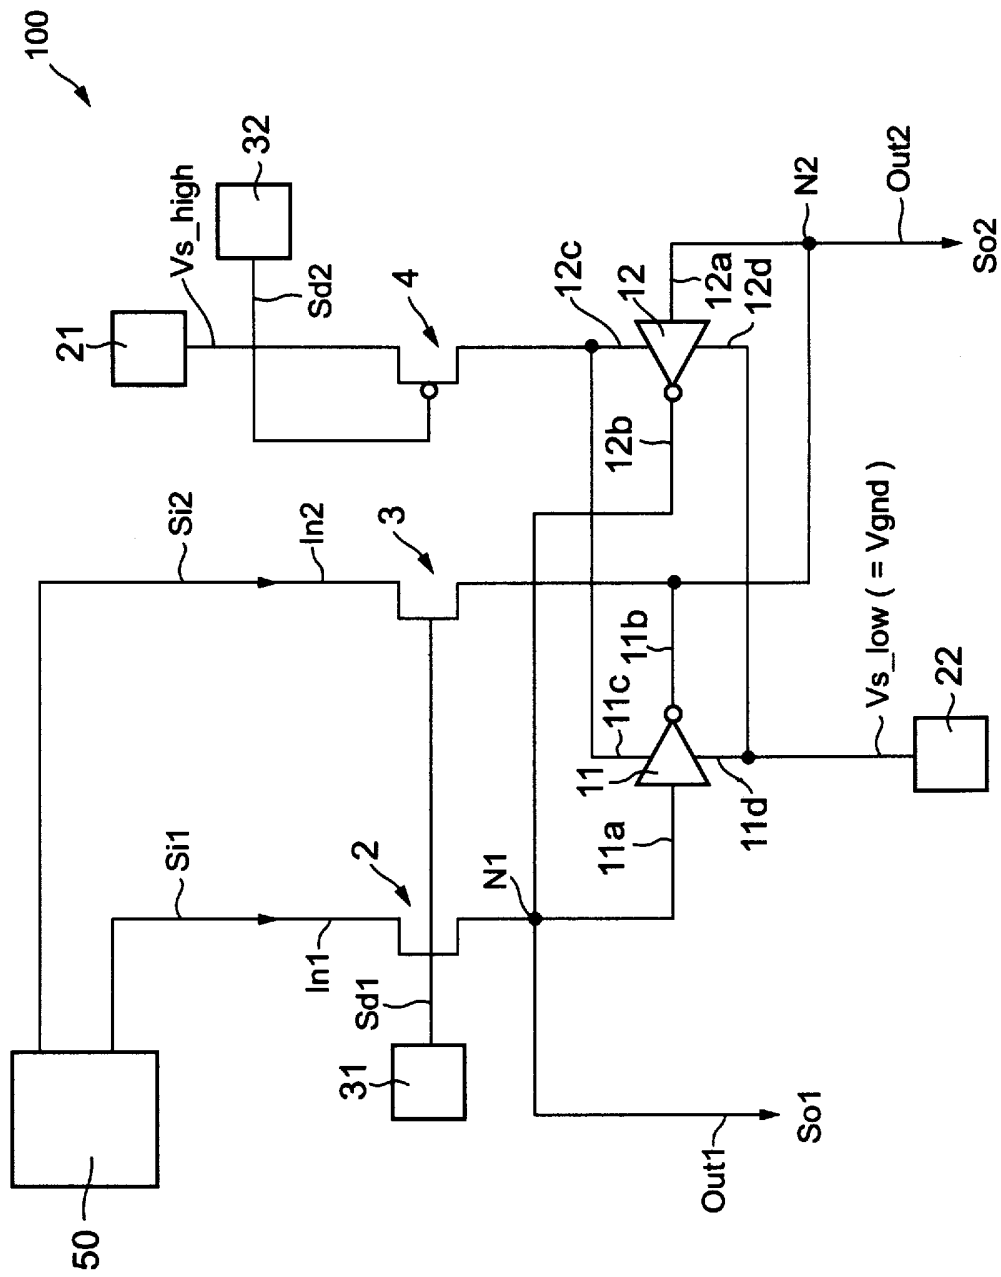 100
Vs_high
32
21
Sd2
4
Si2
In2
3
12c
12
12a
12d
N2
Out2
So2
12b
Vs_low ( = Vgnd )
22
11b
11c
11
11d
11a
Si1
2
In1
N1
Sd1
31
Out1
So1
50